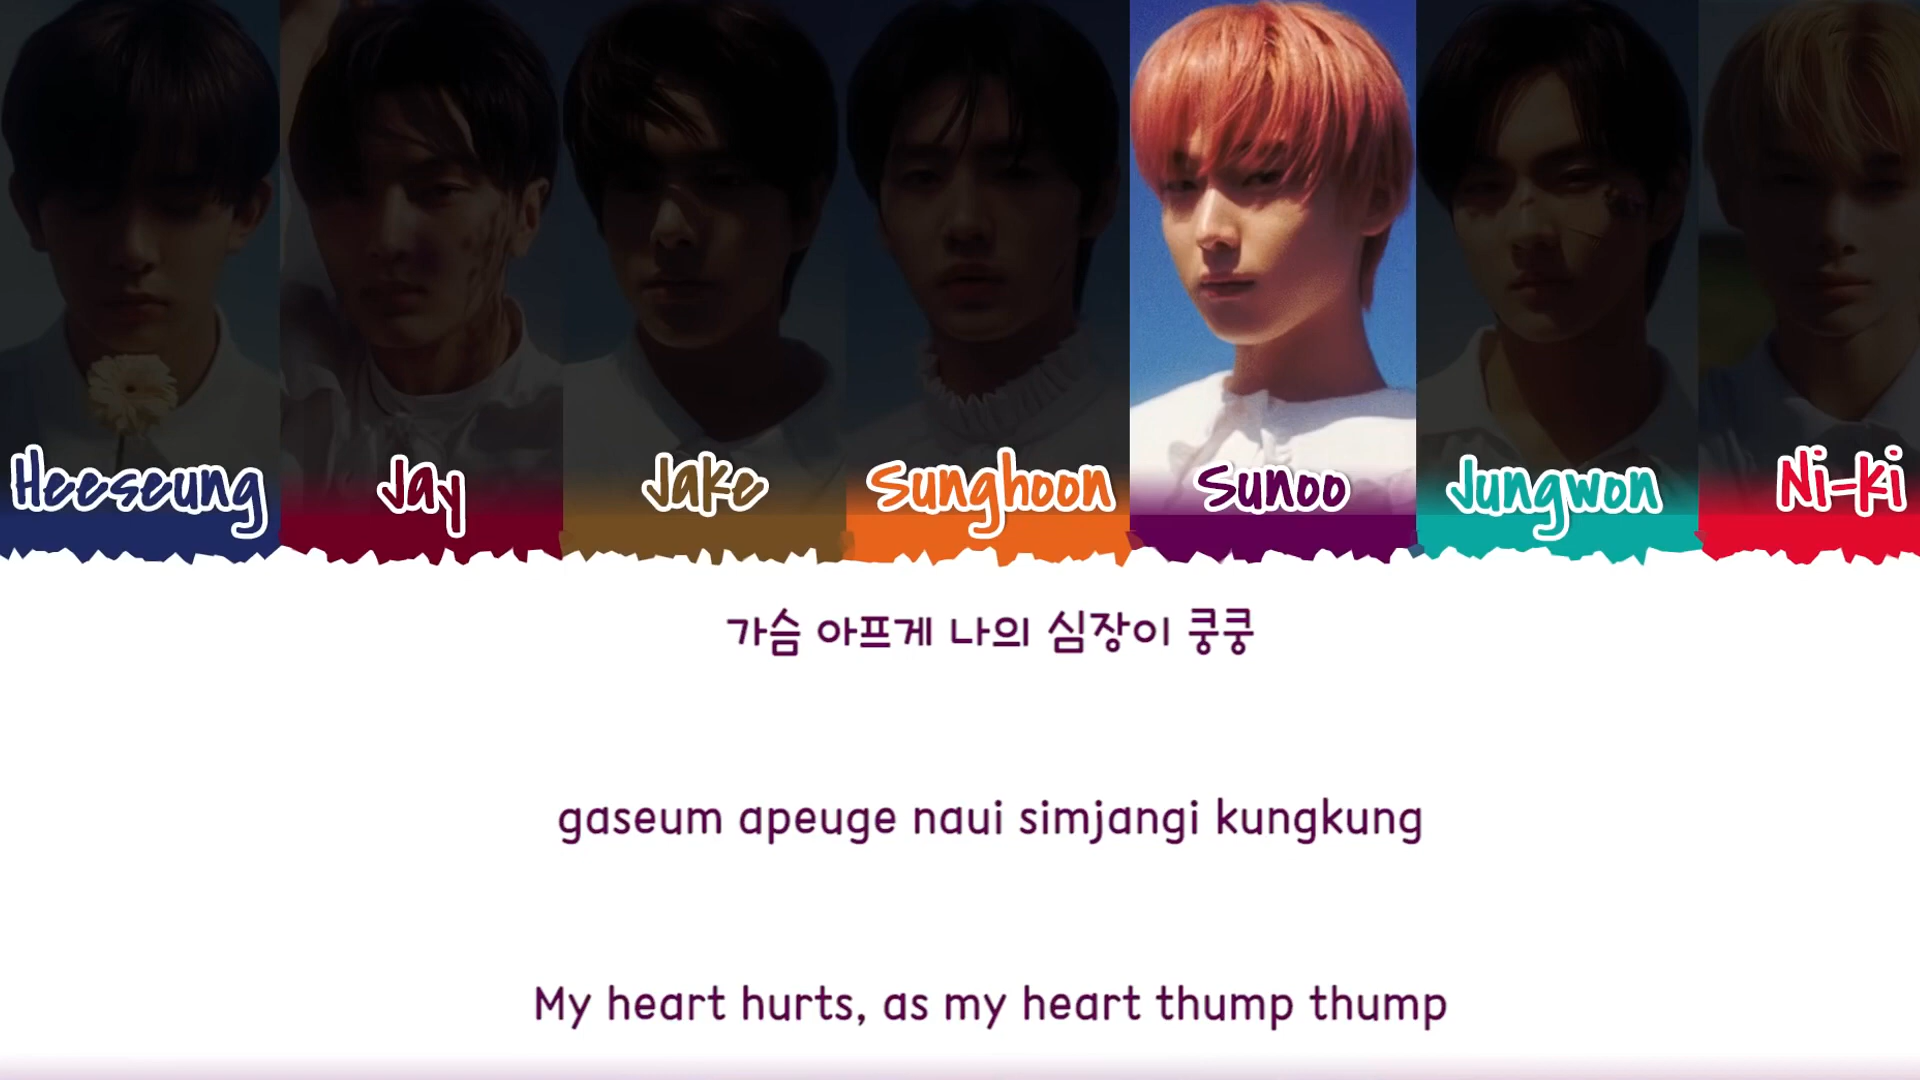 Heeseung Jay Jake Sunghoon Sunoo Jungwon Ni-Ki
가슴 아프게 나의 심장이 쿵쿵
gaseum apeuge naui simjangi kungkung
My heart hurts, as my heart thump thump